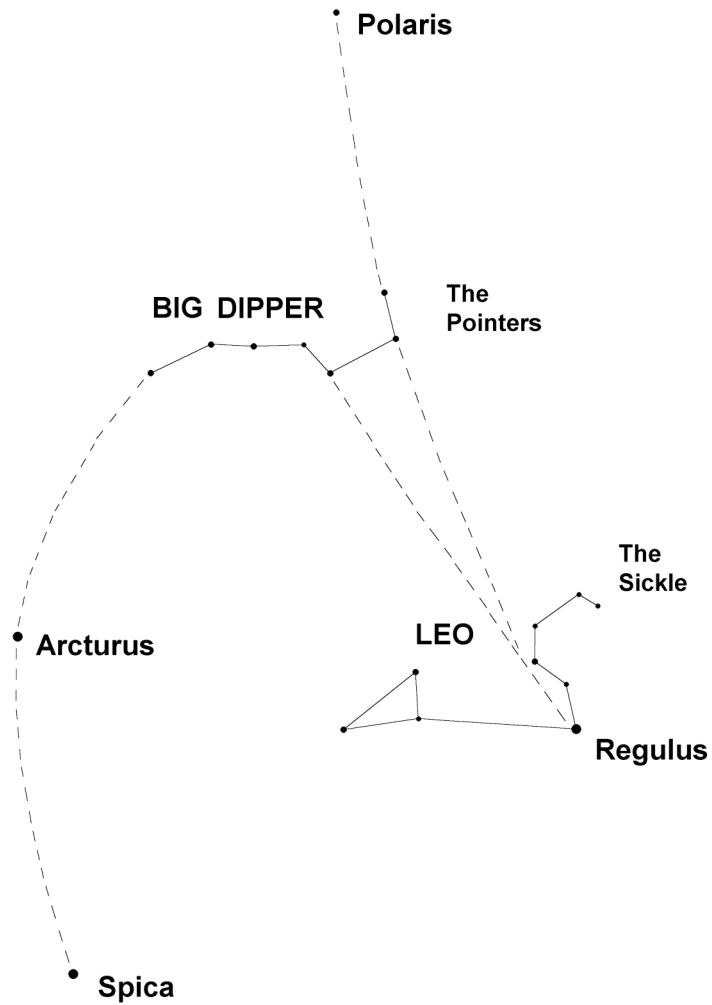 Polaris
BIG DIPPER
The
Pointers
The
Sickle
LEO
Arcturus
Regulus
Spica